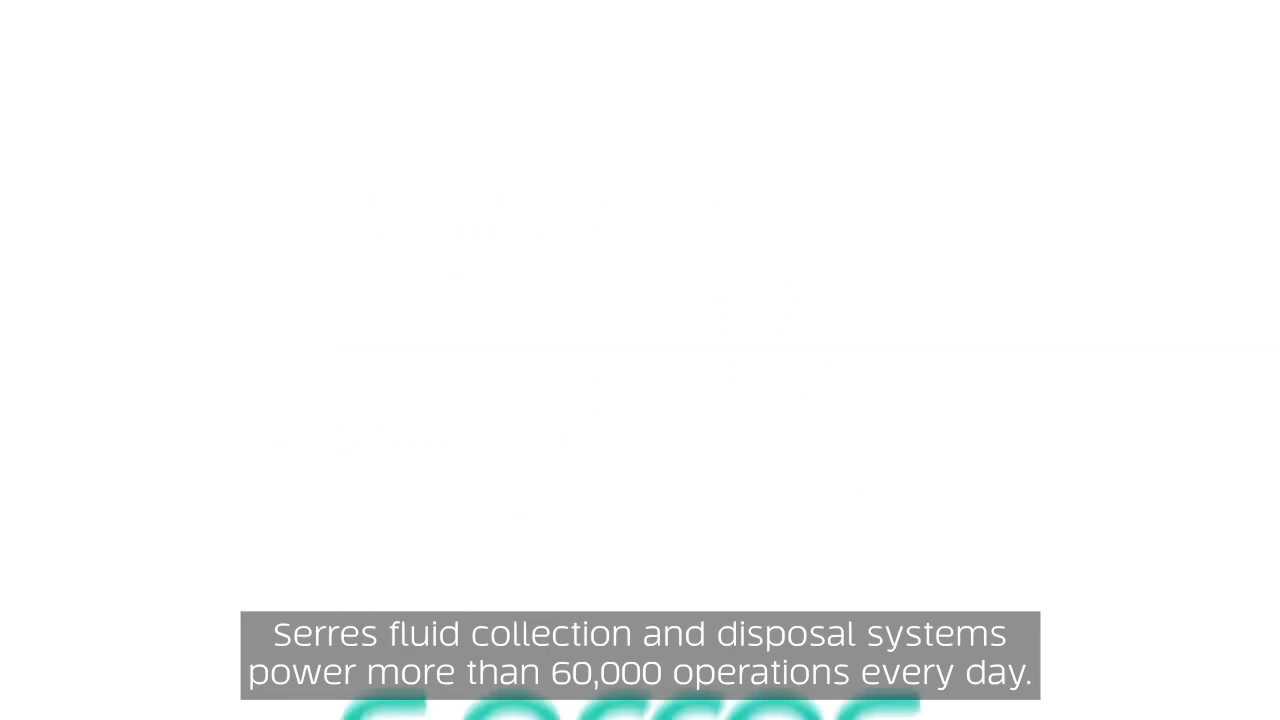 Serres fluid collection and disposal systems
power more than 60,000 operations every day.